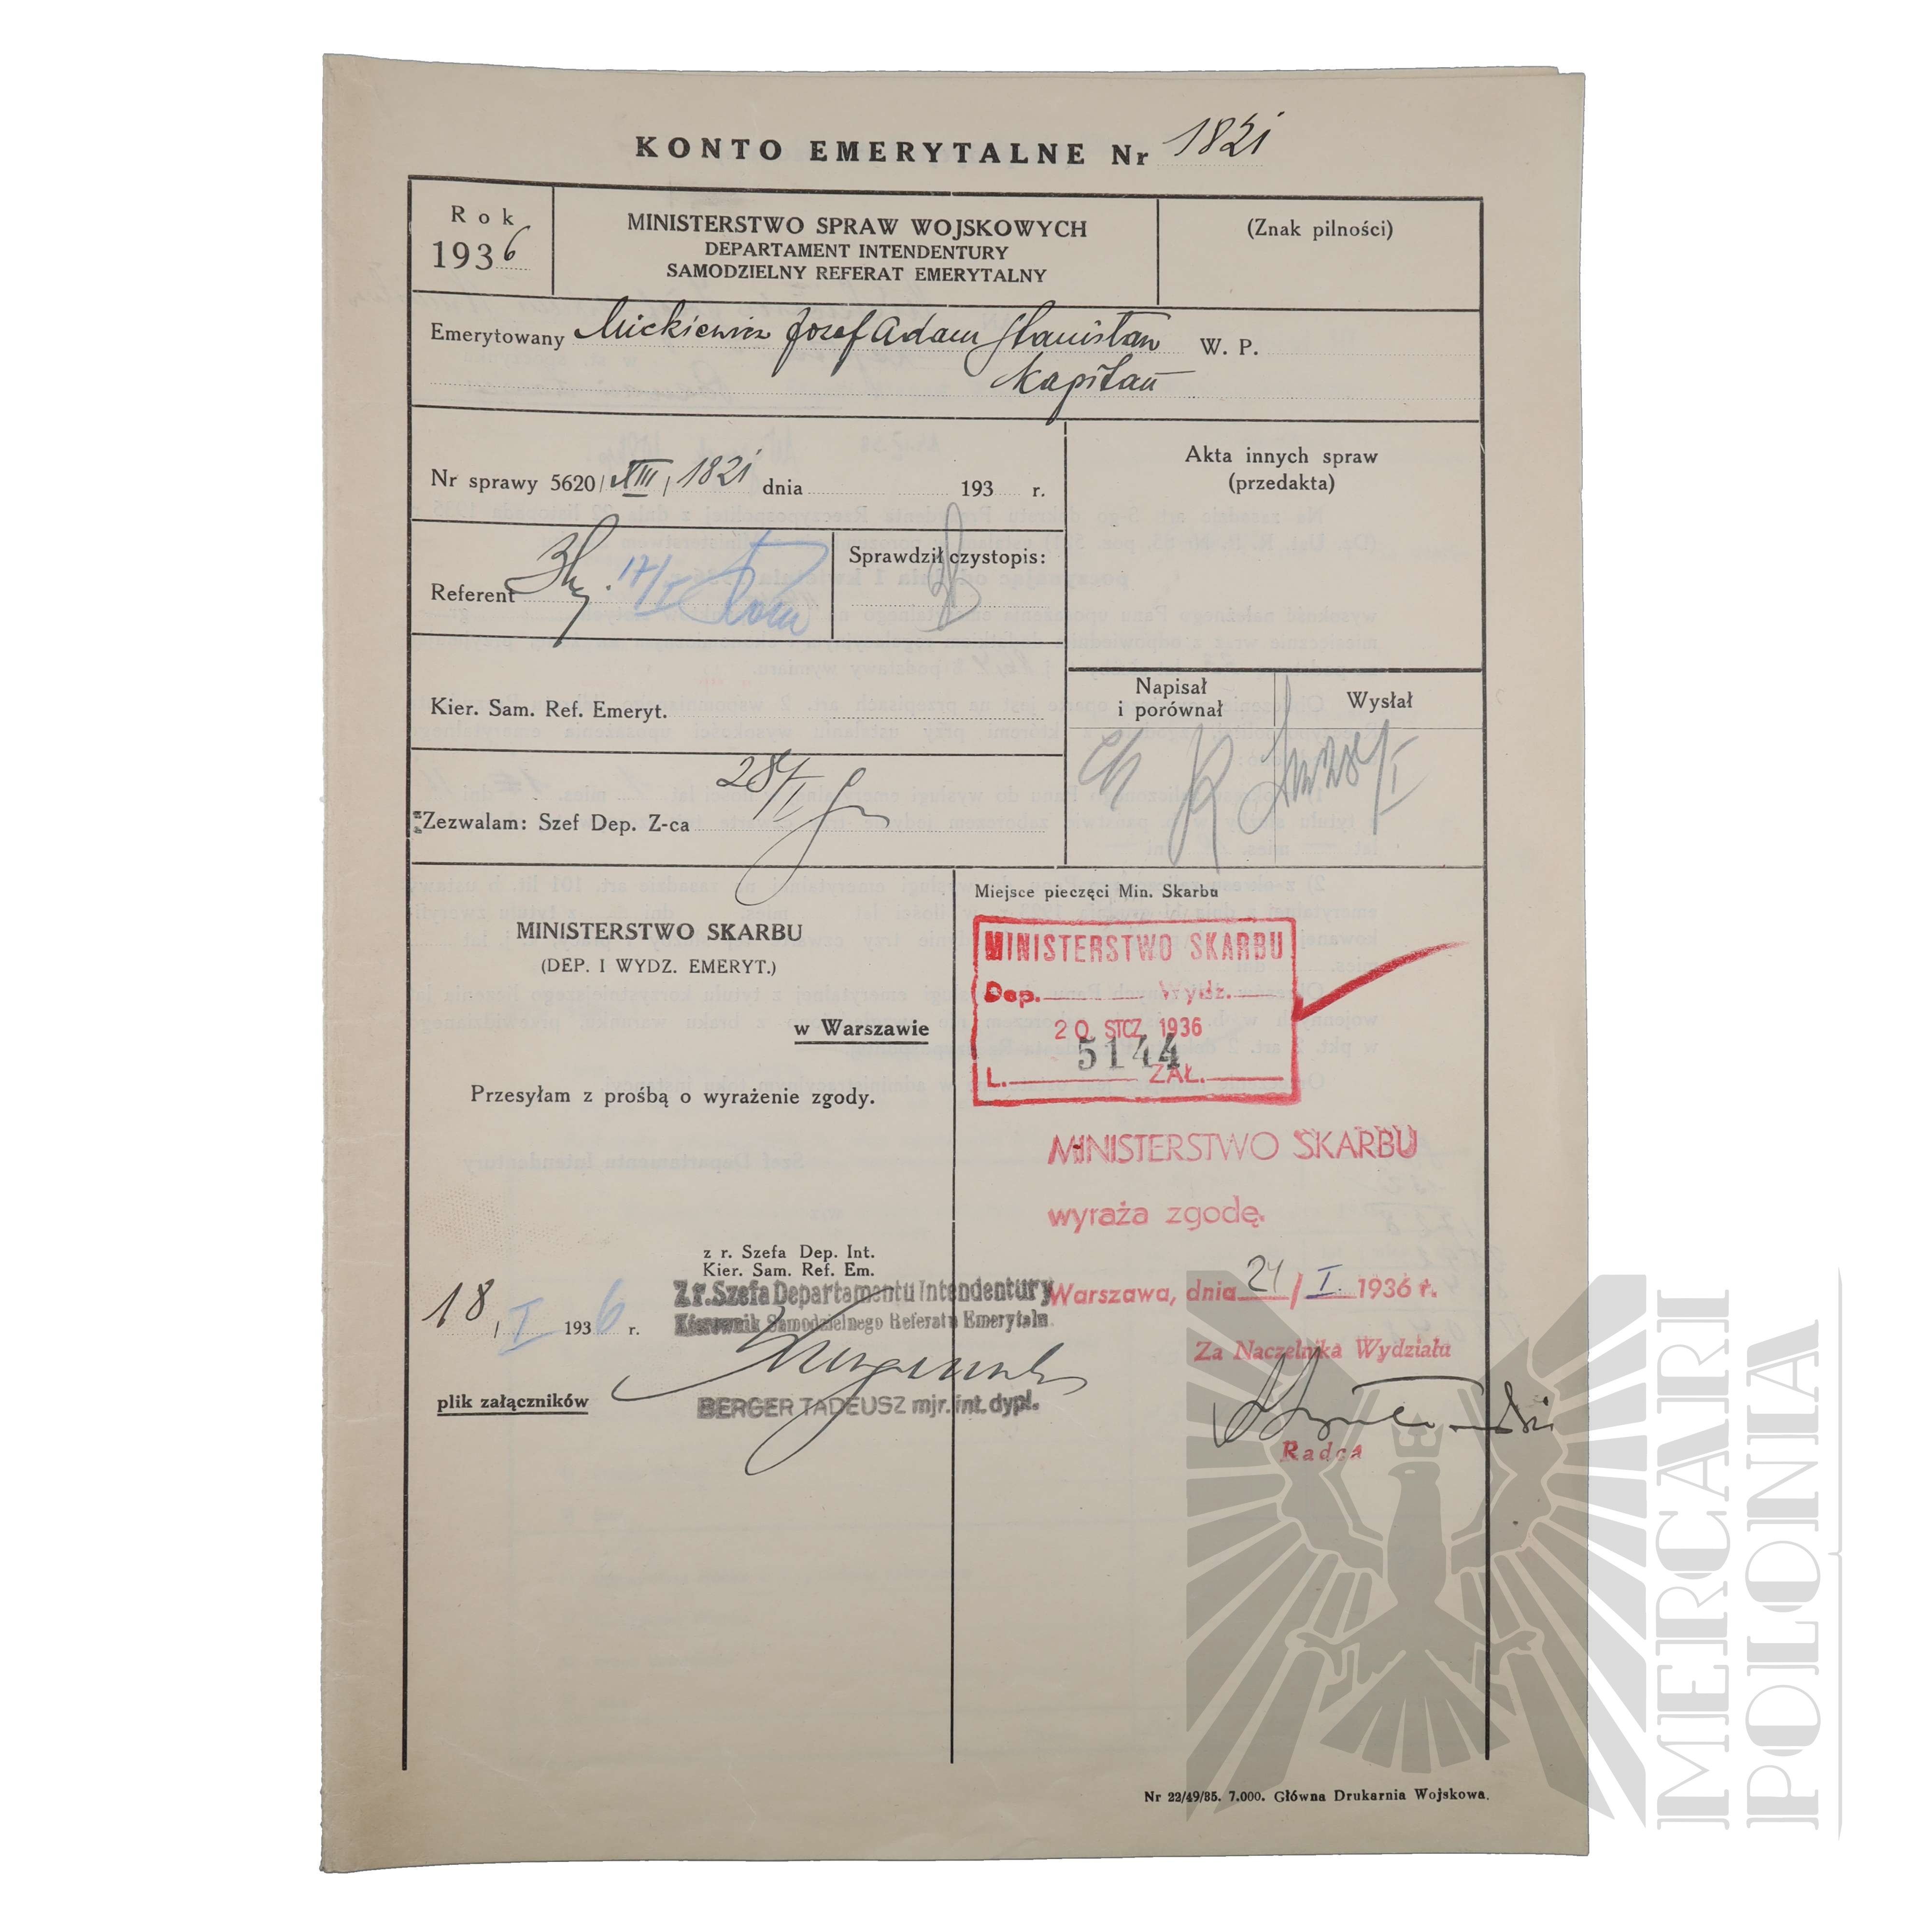 KONTO EMERYTALNE Nr 1821
Rok
1936
MINISTERSTWO SPRAW WOJSKOWYCH
DEPARTAMENT INTENDENTURY
SAMODZIELNY REFERAT EMERYTALNY
(Znak pilności)
Emerytowany Mickiewicz Józef Adam Stanisław W. P.
Kapitan
Nr sprawy 5620/XIII/1821 dnia 193 r.
Akta innych spraw
(przedakta)
Referent 17/I
Sprawdził czystopis:
Kier. Sam. Ref. Emeryt.
Napisał
i porównał
Wysłał
Zezwalam: Szef Dep. Z-ca 28/I
MINISTERSTWO SKARBU
(DEP. I WYDZ. EMERYT.)
w Warszawie
Przesyłam z prośbą o wyrażenie zgody.
Miejsce pieczęci Min. Skarbu
MINISTERSTWO SKARBU
Dep. Wydz.
20. STCZ. 1936
5144
L. ZAŁ.
MINISTERSTWO SKARBU
wyraża zgodę.
Warszawa, dnia 24/I. 1936 r.
Za Naczelnika Wydziału
Radca
z r. Szefa Dep. Int.
Kier. Sam. Ref. Em.
Z r. Szefa Departamentu Intendentury
Kierownik Samodzielnego Referatu Emerytaln.
18/I 1936 r.
BERGER TADEUSZ mjr. int. dypl.
plik załączników
Nr 22/49/35. 7.000. Główna Drukarnia Wojskowa.
MERCARI
POLONIA